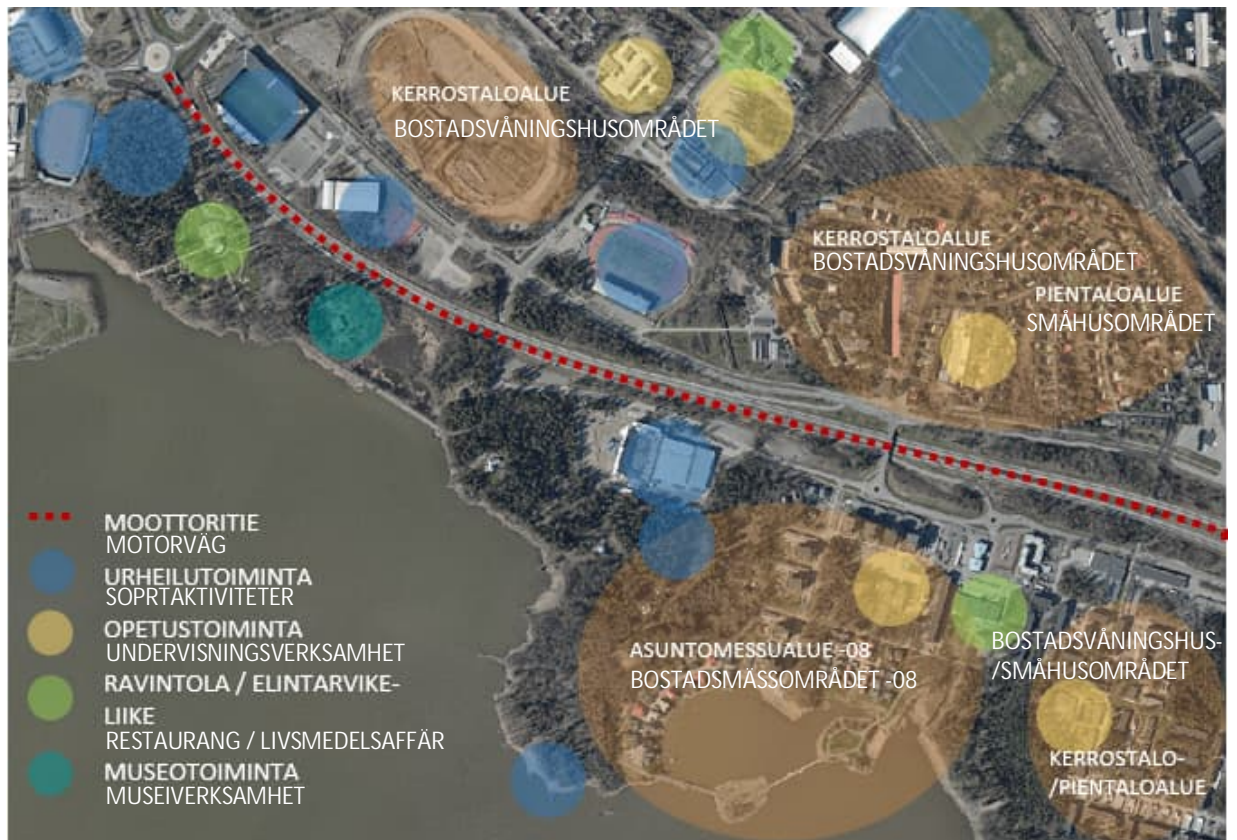 KERROSTALOALUE
BOSTADSVÅNINGSHUSOMRÅDET
KERROSTALOALUE
BOSTADSVÅNINGSHUSOMRÅDET
PIENTALOALUE
SMÅHUSOMRÅDET
MOOTTORITIE
MOTORVÄG
URHEILUTOIMINTA
SOPRTAKTIVITETER
OPETUSTOIMINTA
UNDERVISNINGSVERKSAMHET
RAVINTOLA / ELINTARVIKE-
LIIKE
RESTAURANG / LIVSMEDELSAFFÄR
MUSEOTOIMINTA
MUSEIVERKSAMHET
ASUNTOMESSUALUE -08
BOSTADSMÄSSOMRÅDET -08
BOSTADSVÅNINGSHUS-
/SMÅHUSOMRÅDET
KERROSTALO-
/PIENTALOALUE